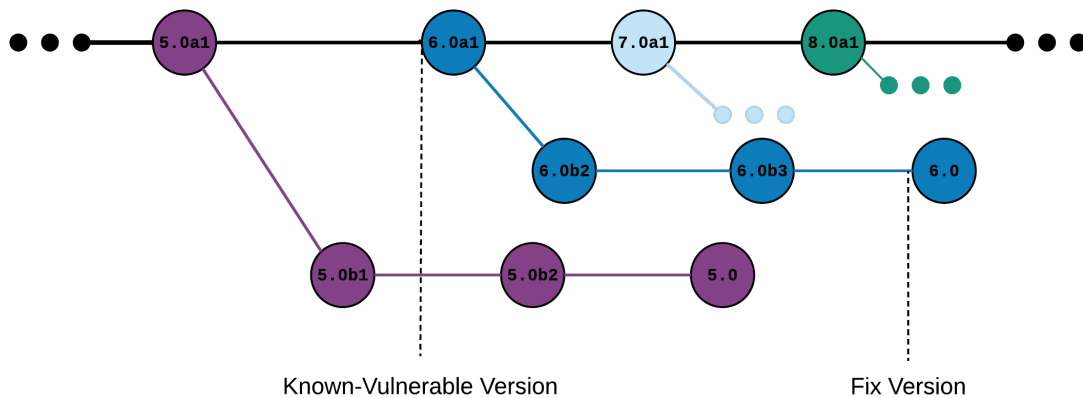 5.0a1
6.0a1
7.0a1
8.0a1
6.0b2
6.0b3
6.0
5.0b1
5.0b2
5.0
Known-Vulnerable Version
Fix Version